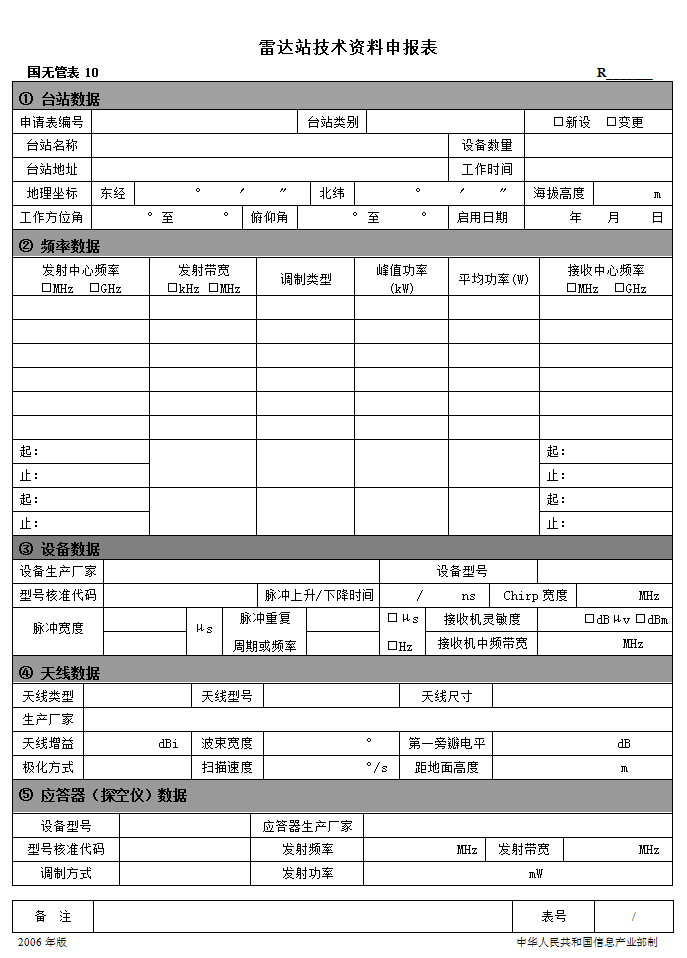 雷达站技术资料申报表
国无管表 10 R______
① 台站数据
申请表编号 台站类别 □新设 □变更
台站名称 设备数量
台站地址 工作时间
地理坐标 东经 ° ′ ″ 北纬 ° ′ ″ 海拔高度 m
工作方位角 ° 至 ° 俯仰角 ° 至 ° 启用日期 年 月 日
② 频率数据
发射中心频率 发射带宽 调制类型 峰值功率 平均功率(W) 接收中心频率
□MHz □GHz □kHz □MHz (kW) □MHz □GHz
起: 起:
止: 止:
起: 起:
止: 止:
③ 设备数据
设备生产厂家 设备型号
型号核准代码 脉冲上升/下降时间 / ns Chirp 宽度 MHz
脉冲宽度 μs 脉冲重复 □μs 接收机灵敏度 □dBμv □dBm
周期或频率 □Hz 接收机中频带宽 MHz
④ 天线数据
天线类型 天线型号 天线尺寸
生产厂家
天线增益 dBi 波束宽度 ° 第一旁瓣电平 dB
极化方式 扫描速度 °/s 距地面高度 m
⑤ 应答器（探空仪）数据
设备型号 应答器生产厂家
型号核准代码 发射频率 MHz 发射带宽 MHz
调制方式 发射功率 mW
备 注 表号 /
2006 年版 中华人民共和国信息产业部制